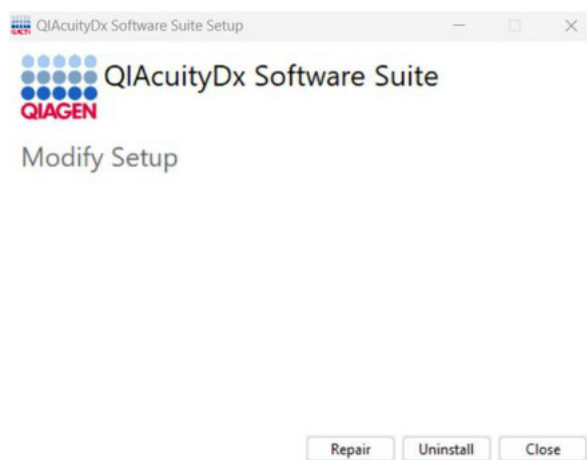 QIAcuityDx Software Suite Setup
QIAcuityDx Software Suite
QIAGEN
Modify Setup
Repair Uninstall Close